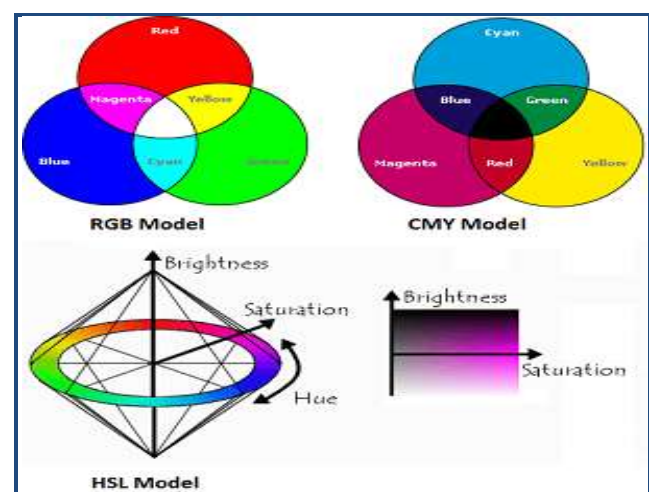 Red
Magenta
Yellow
Blue
Cyan
Green
RGB Model
Cyan
Blue
Green
Magenta
Red
Yellow
CMY Model
Brightness
Saturation
Hue
HSL Model
Brightness
Saturation